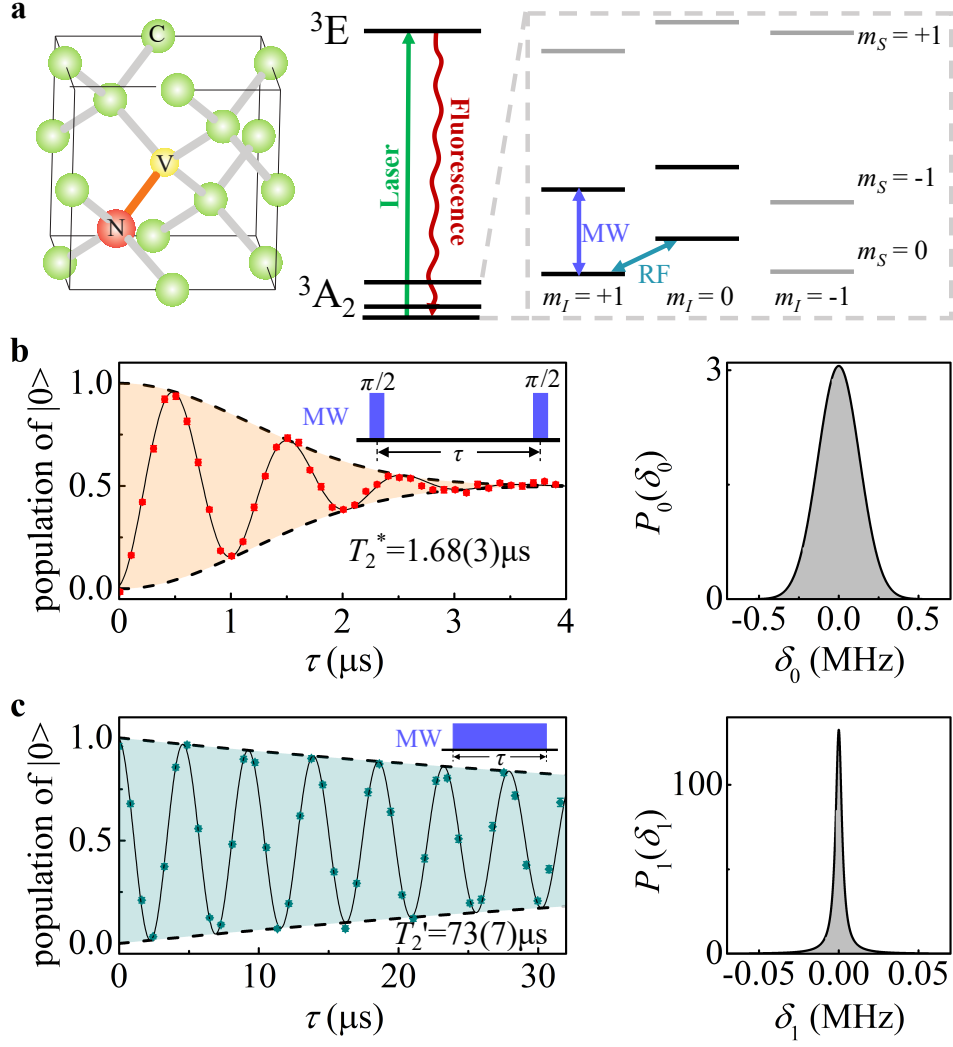 a
C
V
N
³E
³A₂
Laser
Fluorescence
m_S = +1
m_S = -1
m_S = 0
MW
RF
m_I = +1
m_I = 0
m_I = -1
b
population of |0>
1.0
0.5
0.0
0
1
2
3
4
τ (μs)
MW
π/2
π/2
τ
T₂*=1.68(3)μs
P₀(δ₀)
3
0
-0.5
0.0
0.5
δ₀ (MHz)
c
population of |0>
1.0
0.5
0.0
0
10
20
30
τ (μs)
MW
τ
T₂'=73(7)μs
P₁(δ₁)
100
0
-0.05
0.00
0.05
δ₁ (MHz)